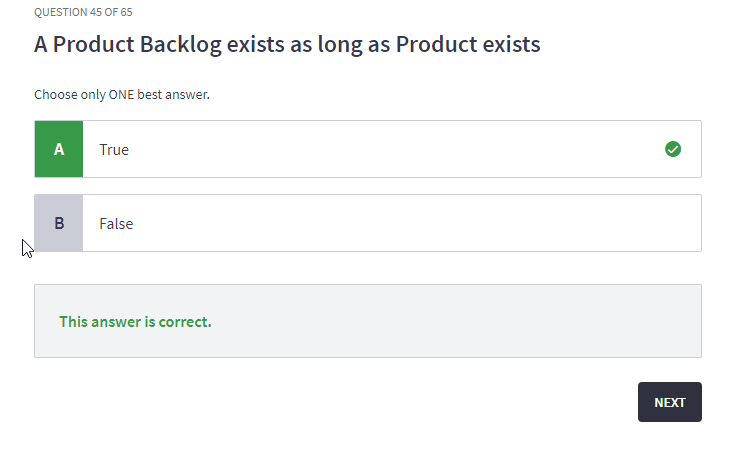 QUESTION 45 OF 65
A Product Backlog exists as long as Product exists
Choose only ONE best answer.
A True
B False
This answer is correct.
NEXT